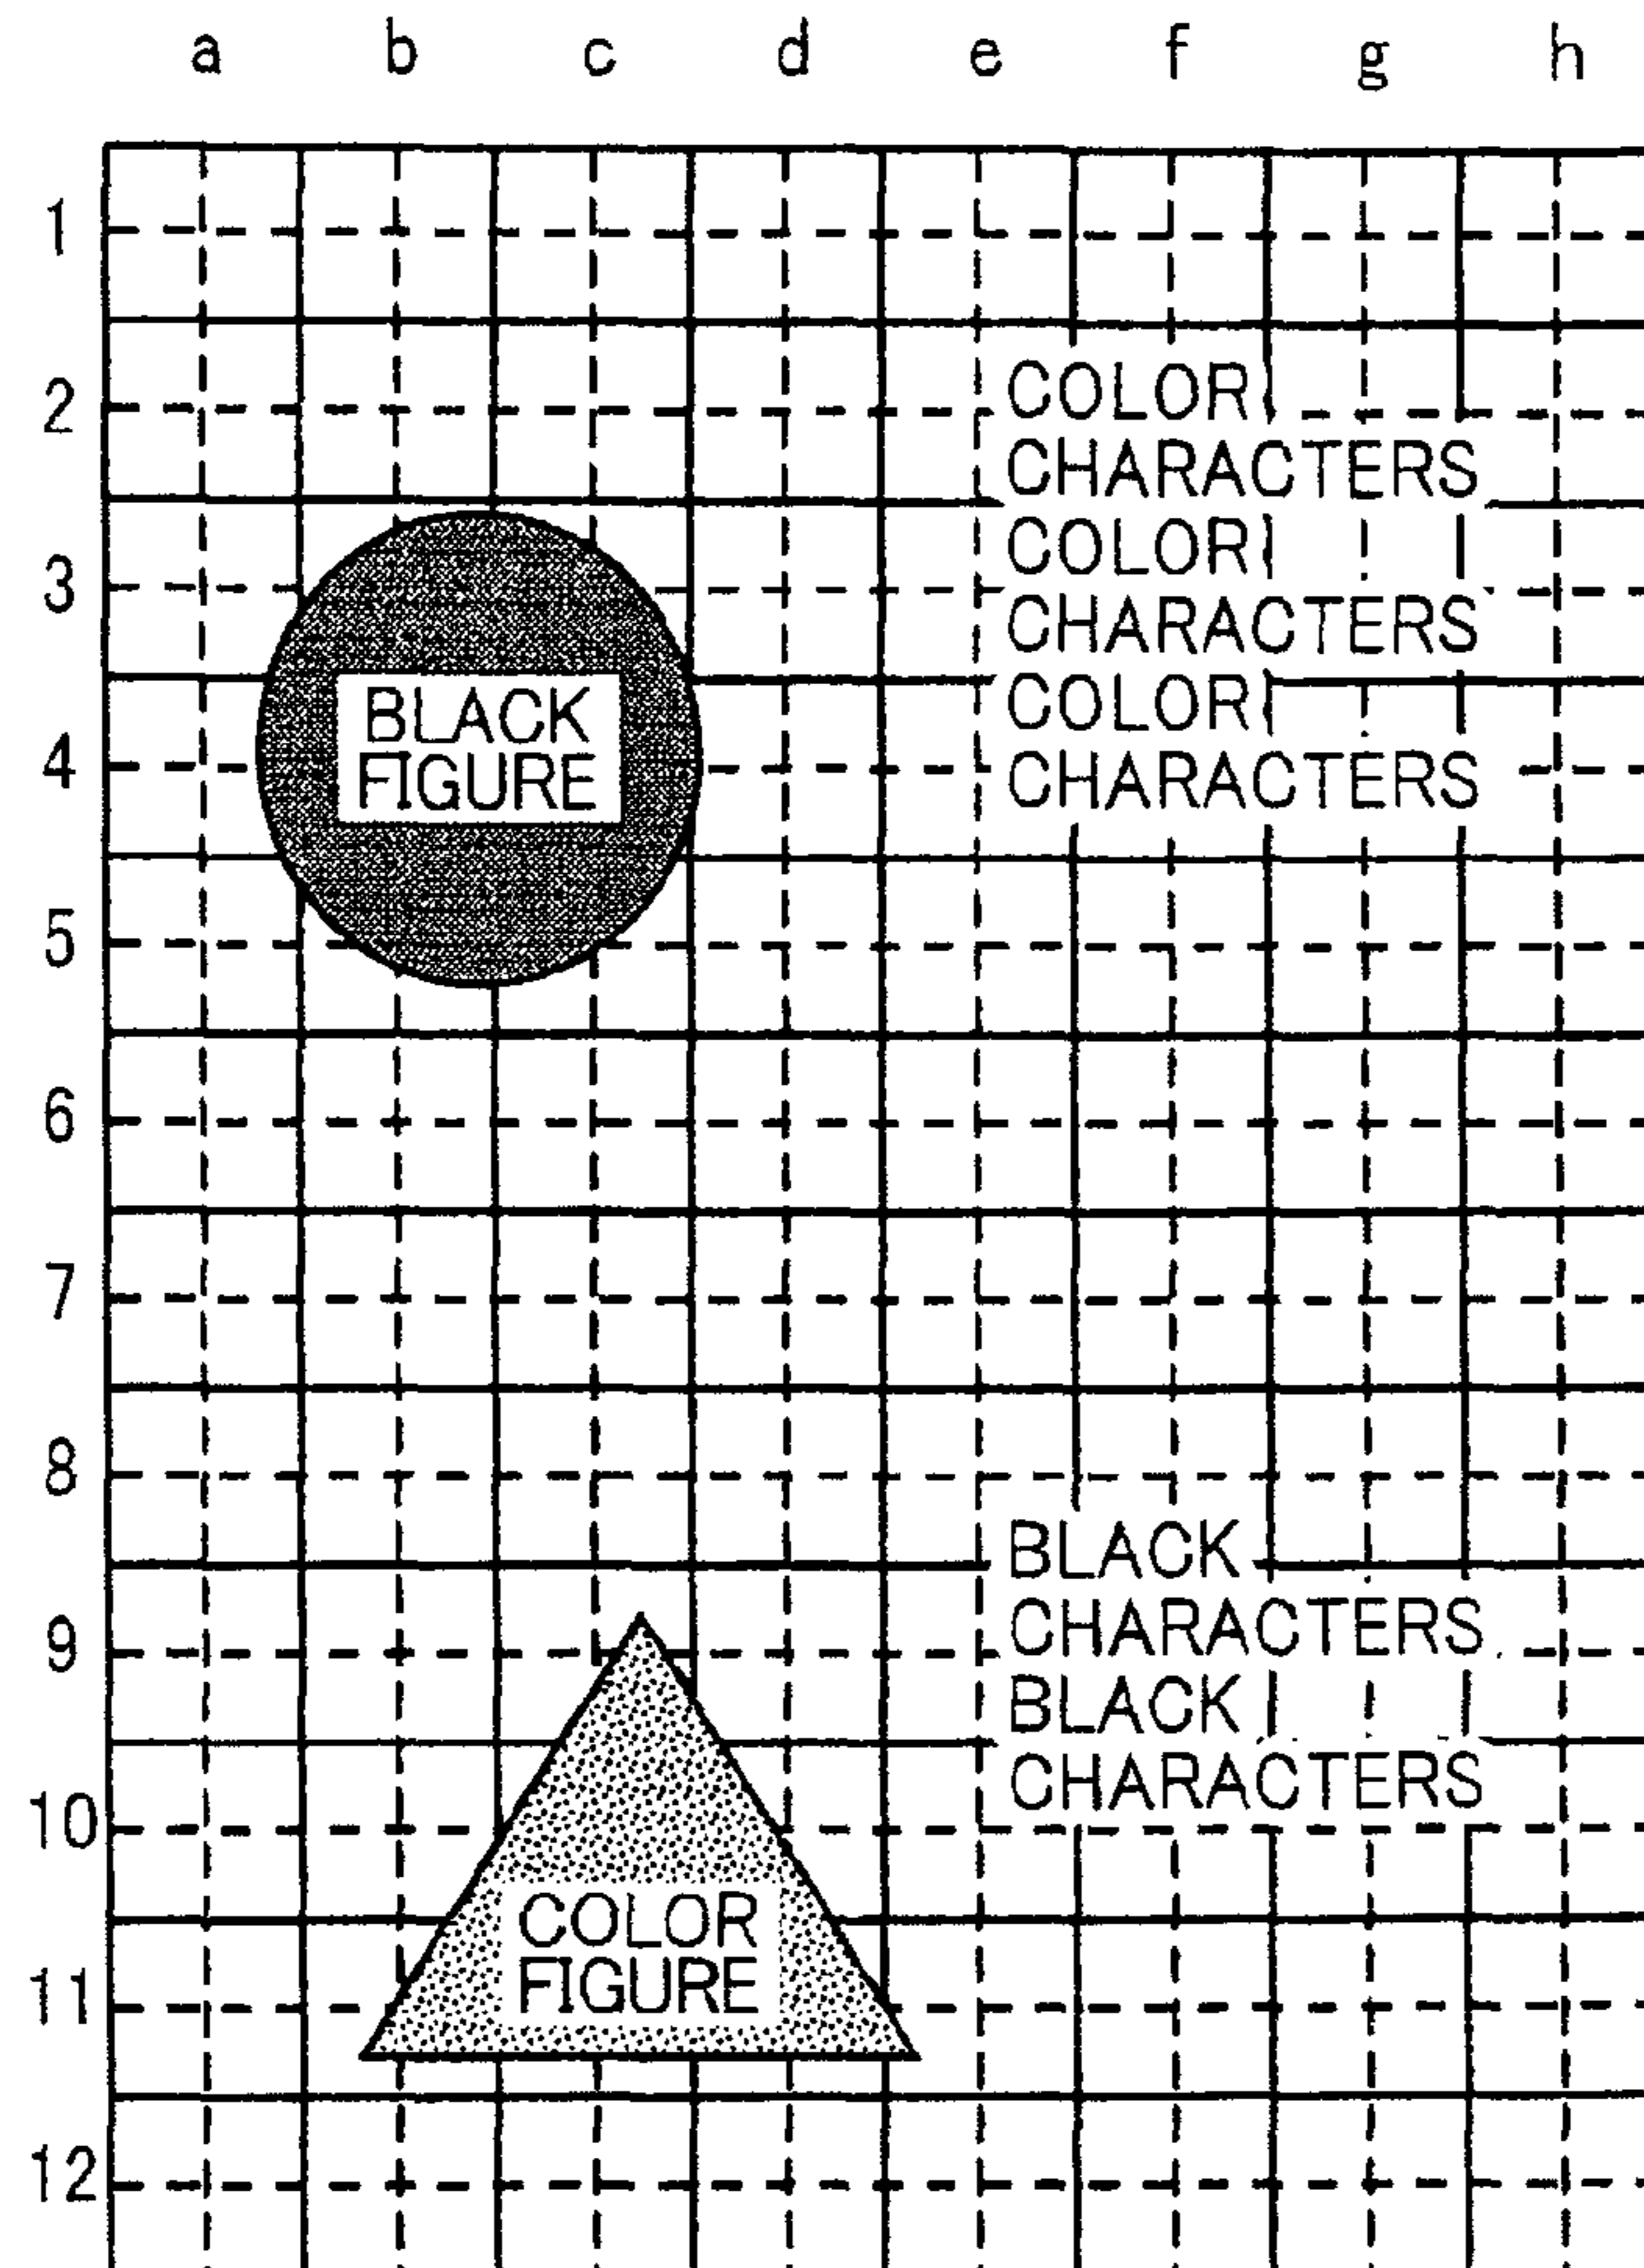 a b c d e f g h
1
2
COLOR
CHARACTERS
3
COLOR
CHARACTERS
4
BLACK
FIGURE
COLOR
CHARACTERS
5
6
7
8
BLACK
CHARACTERS
9
BLACK
CHARACTERS
10
COLOR
FIGURE
11
12